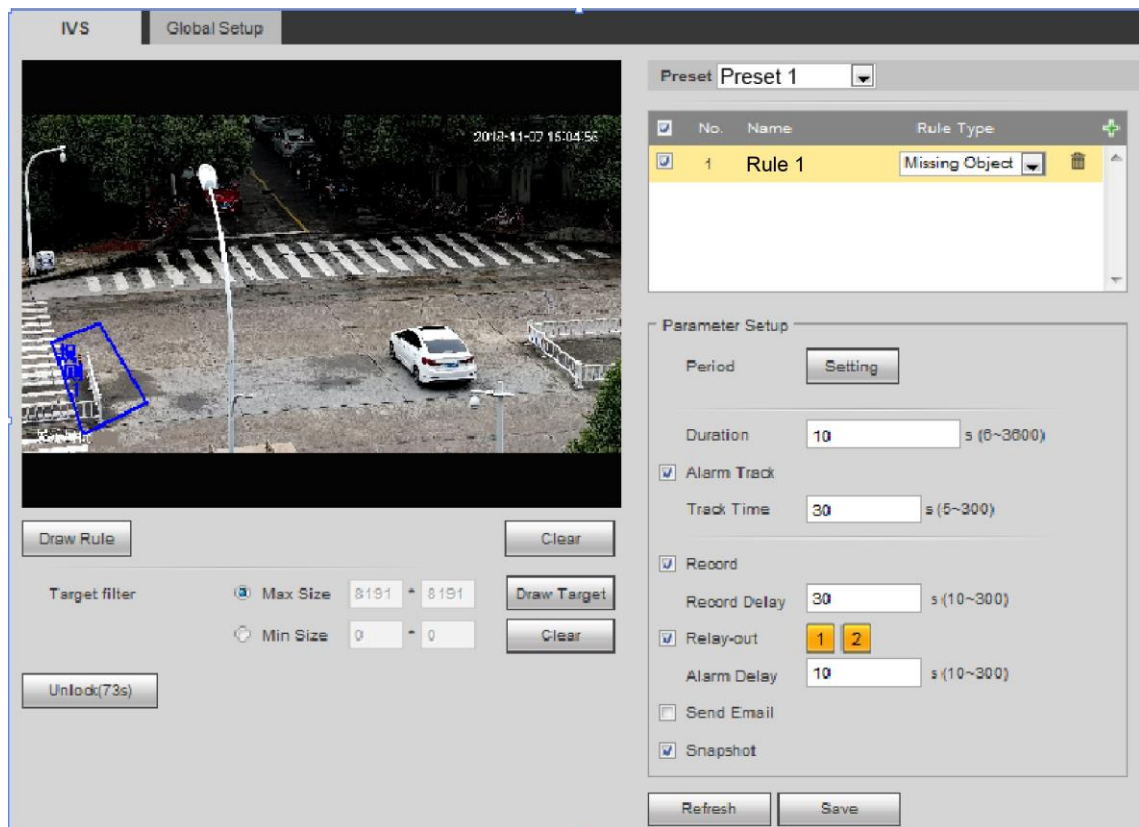 IVS
Global Setup
2018-11-07 15:04:56
Draw Rule
Clear
Target filter
Max Size 8191 * 8191
Draw Target
Min Size 0 * 0
Clear
Unlock(73s)
Preset Preset 1
No. Name Rule Type
1 Rule 1 Missing Object
Parameter Setup
Period Setting
Duration 10 s (6~3600)
Alarm Track
Track Time 30 s (5~300)
Record
Record Delay 30 s (10~300)
Relay-out 1 2
Alarm Delay 10 s (10~300)
Send Email
Snapshot
Refresh Save